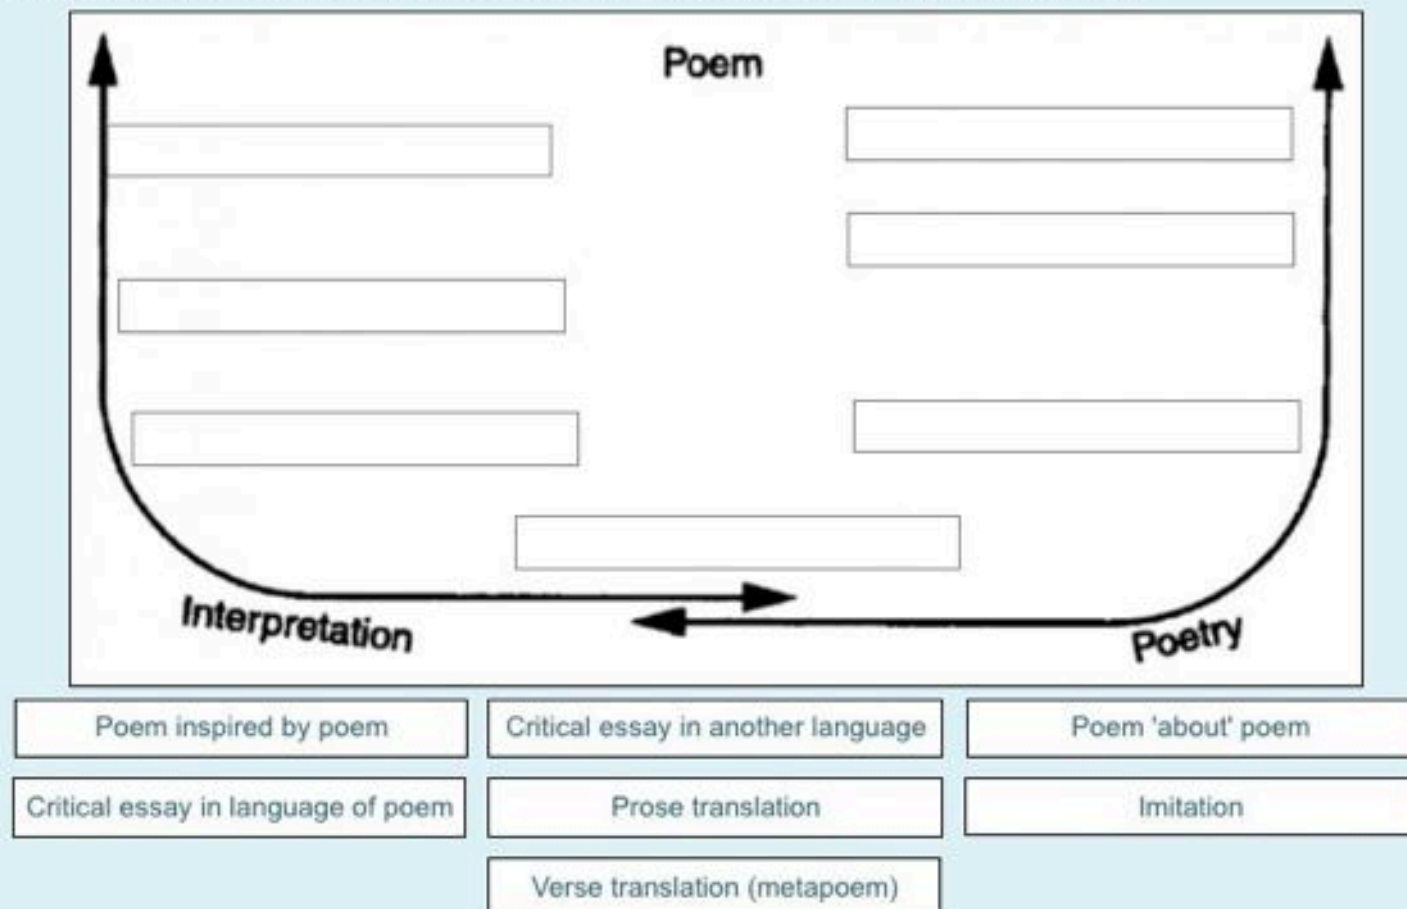 Poem
Interpretation
Poetry
Poem inspired by poem
Critical essay in another language
Poem 'about' poem
Critical essay in language of poem
Prose translation
Imitation
Verse translation (metapoem)